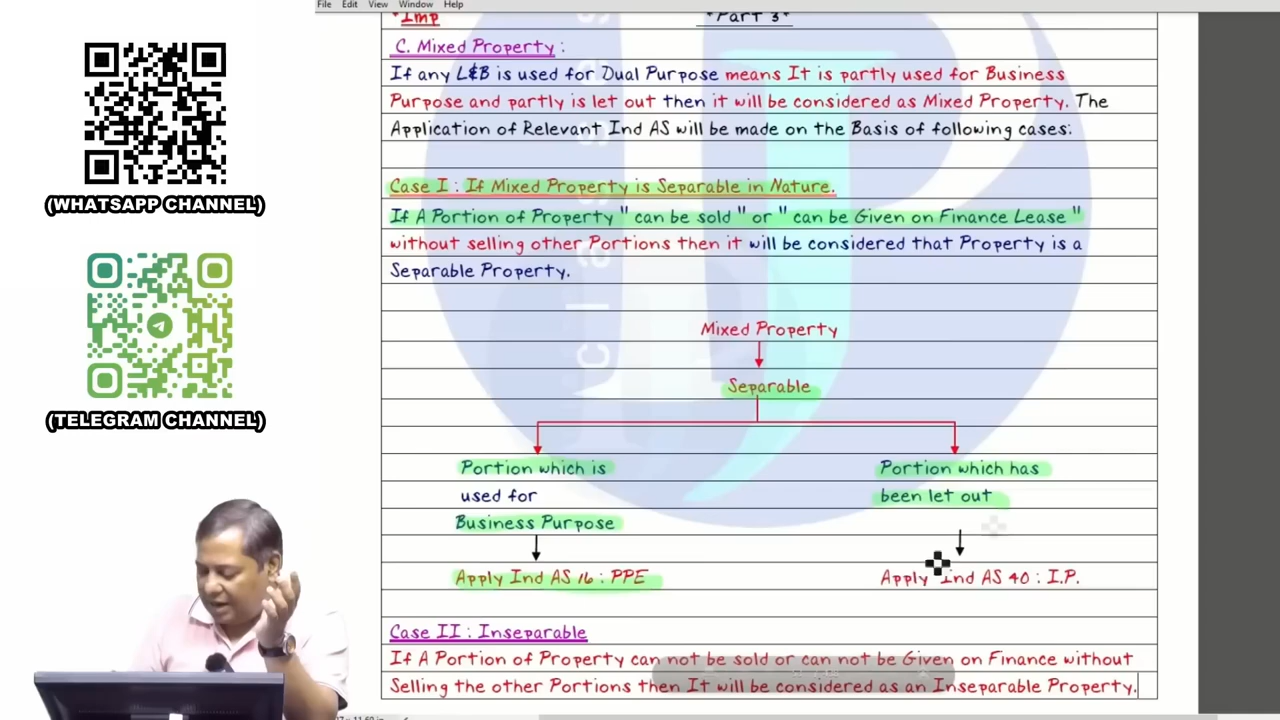 File Edit View Window Help
*Imp *Part 3*
C. Mixed Property :
If any L&B is used for Dual Purpose means It is partly used for Business
Purpose and partly is let out then it will be considered as Mixed Property. The
Application of Relevant Ind AS will be made on the Basis of following cases:
Case I : If Mixed Property is Separable in Nature.
If A Portion of Property " can be sold " or " can be Given on Finance Lease "
without selling other Portions then it will be considered that Property is a
Separable Property.
Mixed Property
Separable
Portion which is
used for
Business Purpose
Apply Ind AS 16 : PPE
Portion which has
been let out
Apply Ind AS 40 : I.P.
Case II : Inseparable
If A Portion of Property can not be sold or can not be Given on Finance without
Selling the other Portions then It will be considered as an Inseparable Property.
(WHATSAPP CHANNEL)
(TELEGRAM CHANNEL)